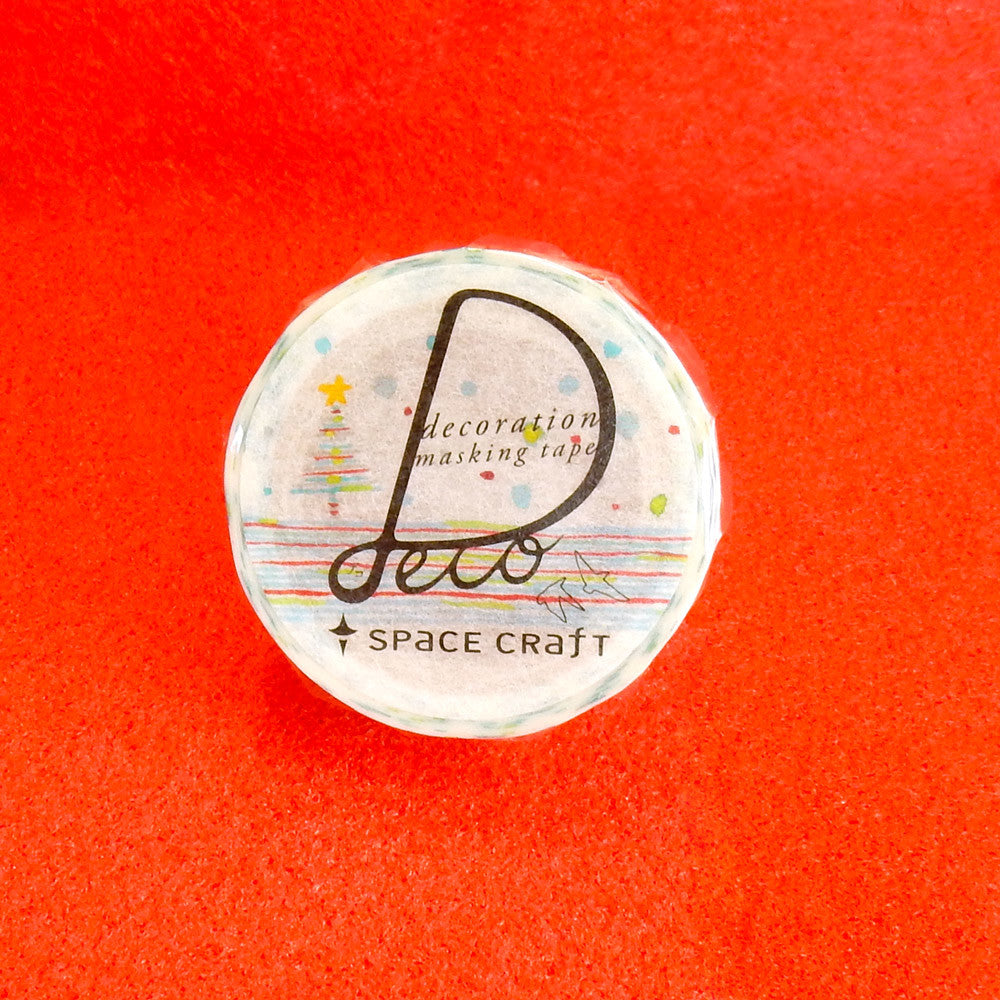 D
decoration
masking tape
Deco
SPaCE CRafT